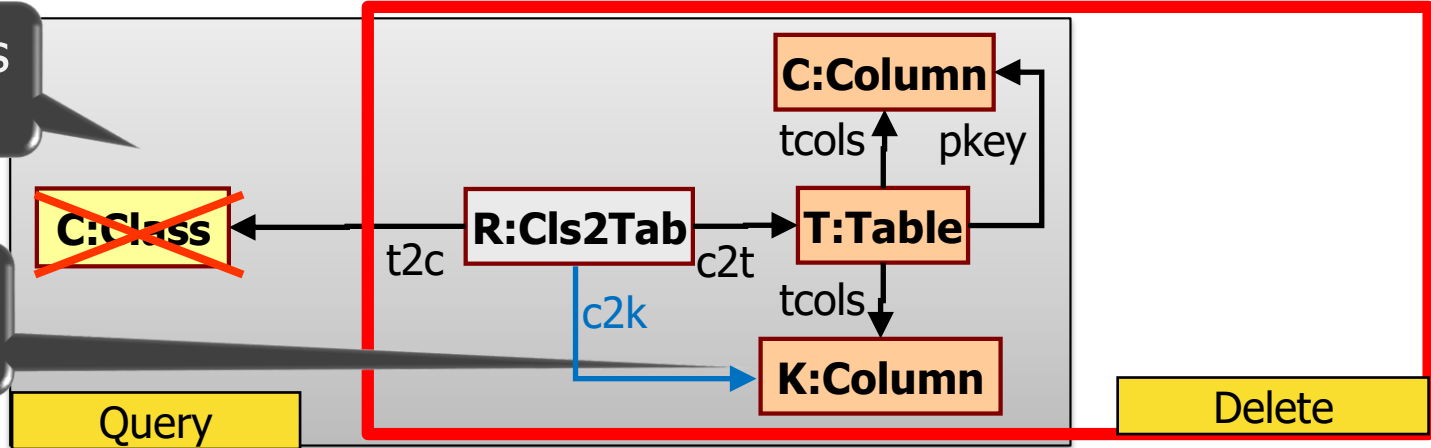 s
C:Column
tcols
pkey
C:Class
R:Cls2Tab
T:Table
t2c
c2t
tcols
c2k
K:Column
Query
Delete